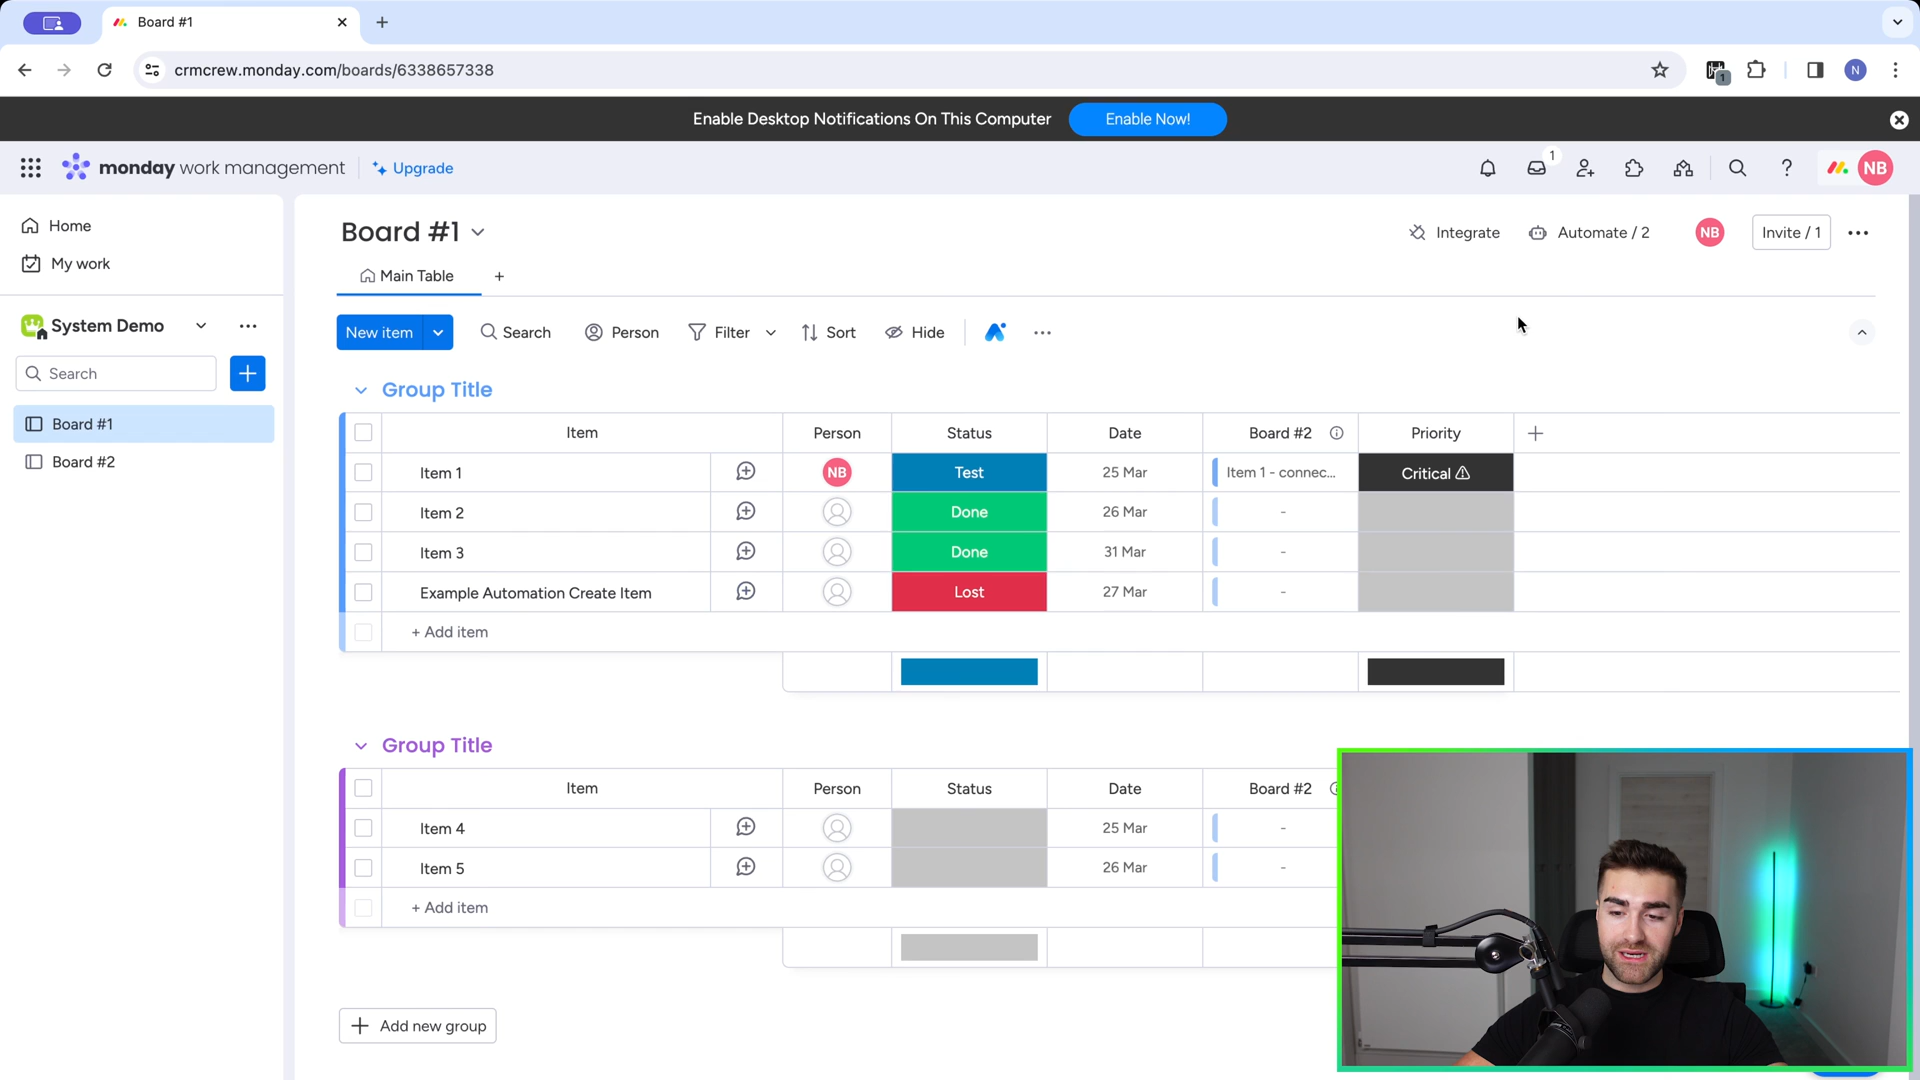 Board #1
crmcrew.monday.com/boards/6338657338
1
N
Enable Desktop Notifications On This Computer
Enable Now!
monday work management
Upgrade
1
NB
Home
My work
System Demo
Search
Board #1
Board #2
Board #1
Integrate
Automate / 2
NB
Invite / 1
Main Table
New item
Search
Person
Filter
Sort
Hide
Group Title
Item Person Status Date Board #2 Priority
Item 1 NB Test 25 Mar Item 1 - connec... Critical ⚠
Item 2 Done 26 Mar -
Item 3 Done 31 Mar -
Example Automation Create Item Lost 27 Mar -
+ Add item
Group Title
Item Person Status Date Board #2
Item 4 25 Mar -
Item 5 26 Mar -
+ Add item
+ Add new group